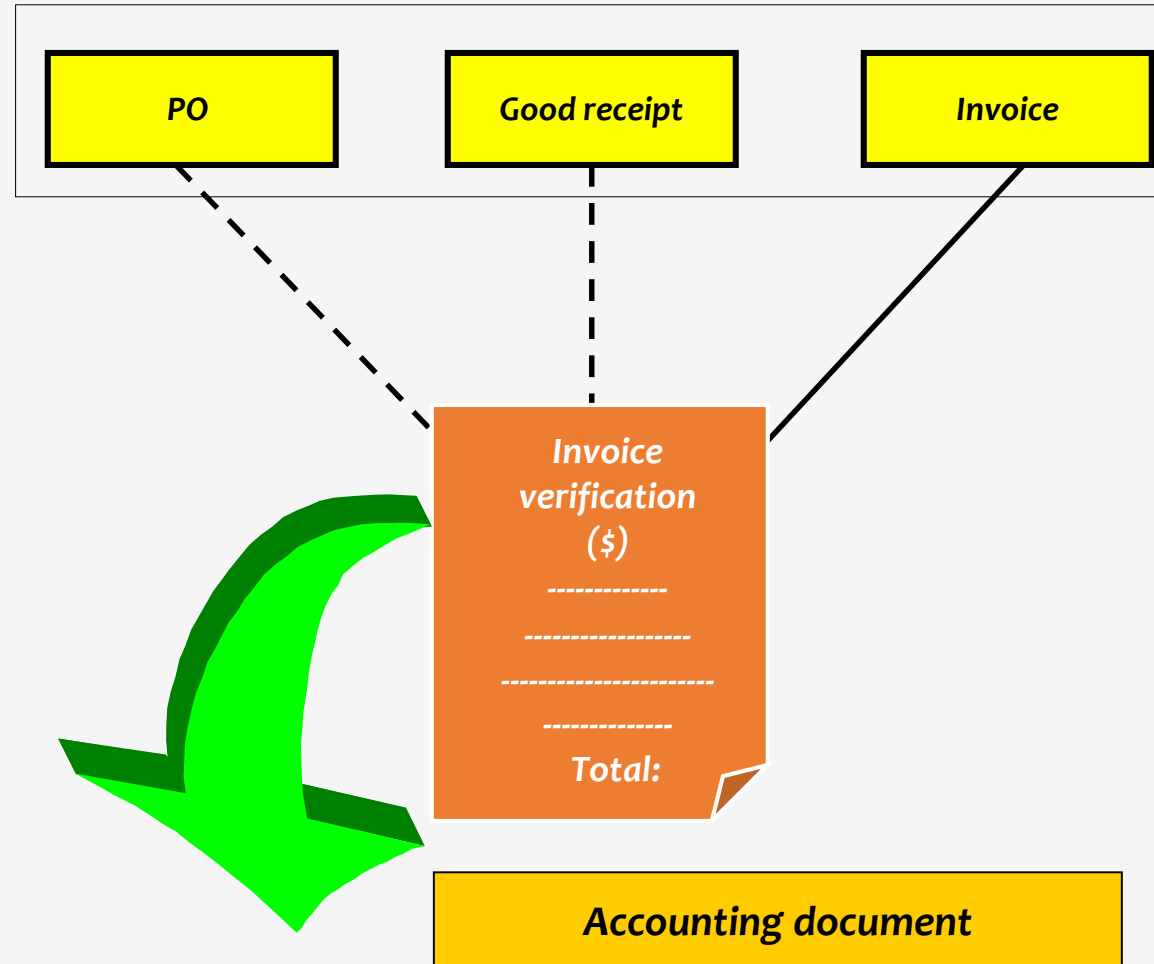 PO
Good receipt
Invoice
Invoice
verification
($)
-------------
------------------
-----------------------
--------------
Total:
Accounting document